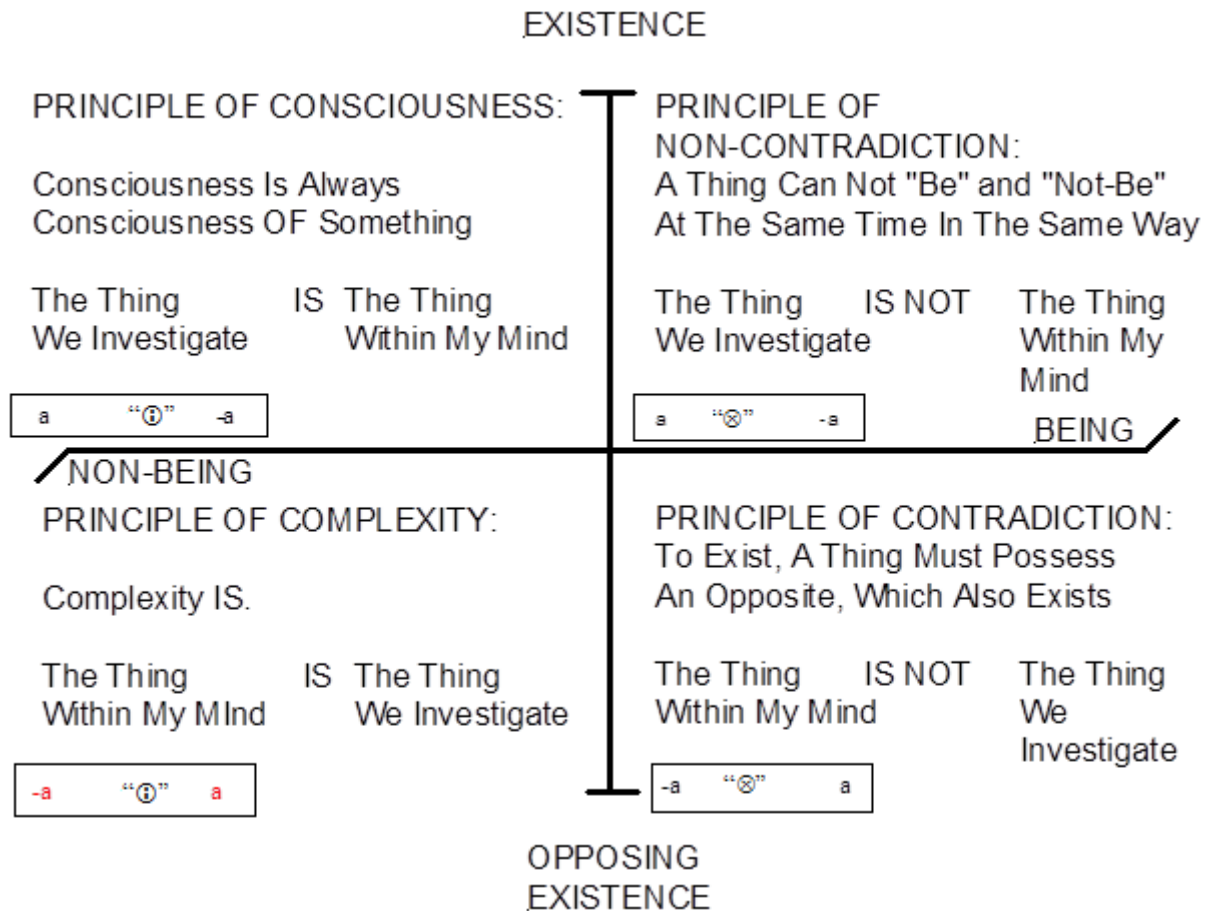 EXISTENCE
PRINCIPLE OF CONSCIOUSNESS:
Consciousness Is Always
Consciousness OF Something
The Thing IS The Thing
We Investigate Within My Mind
a “ⓘ” -a
PRINCIPLE OF
NON-CONTRADICTION:
A Thing Can Not "Be" and "Not-Be"
At The Same Time In The Same Way
The Thing IS NOT The Thing
We Investigate Within My
Mind
a “⊗” -a
BEING
NON-BEING
PRINCIPLE OF COMPLEXITY:
Complexity IS.
The Thing IS The Thing
Within My MInd We Investigate
-a “ⓘ” a
PRINCIPLE OF CONTRADICTION:
To Exist, A Thing Must Possess
An Opposite, Which Also Exists
The Thing IS NOT The Thing
Within My Mind We
Investigate
-a “⊗” a
OPPOSING
EXISTENCE